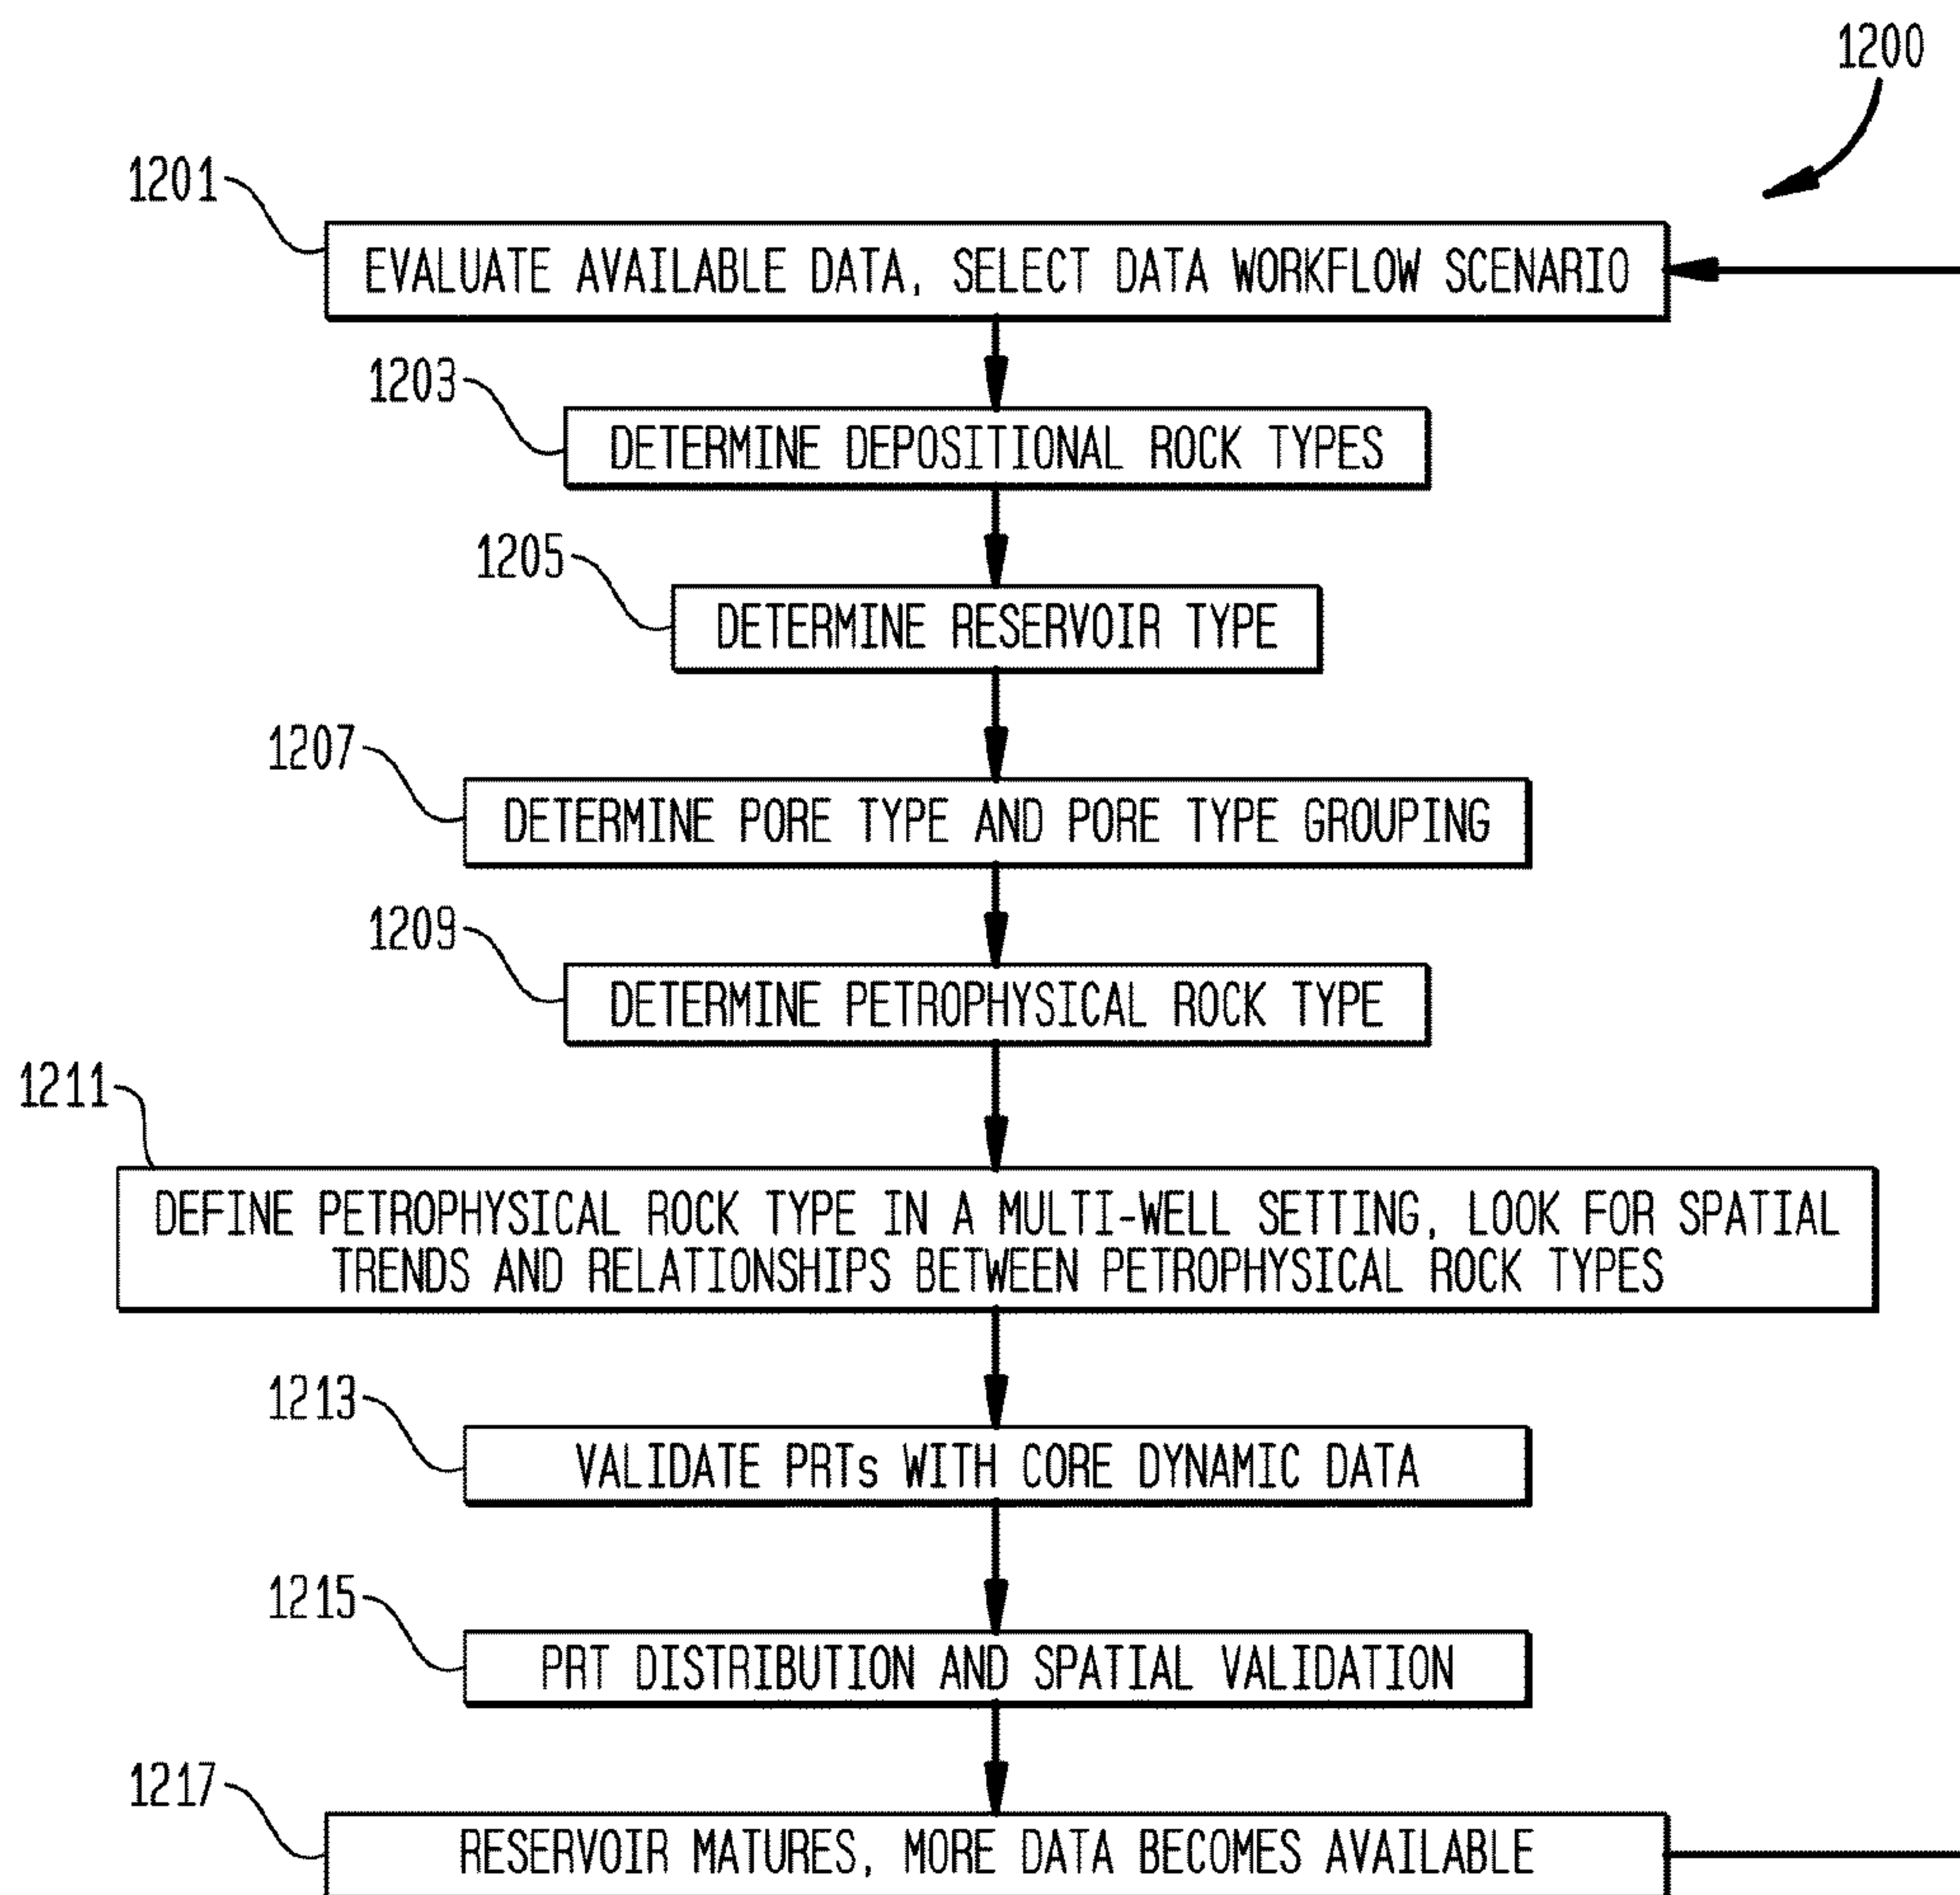 1200
1201
EVALUATE AVAILABLE DATA, SELECT DATA WORKFLOW SCENARIO
1203
DETERMINE DEPOSITIONAL ROCK TYPES
1205
DETERMINE RESERVOIR TYPE
1207
DETERMINE PORE TYPE AND PORE TYPE GROUPING
1209
DETERMINE PETROPHYSICAL ROCK TYPE
1211
DEFINE PETROPHYSICAL ROCK TYPE IN A MULTI-WELL SETTING, LOOK FOR SPATIAL
TRENDS AND RELATIONSHIPS BETWEEN PETROPHYSICAL ROCK TYPES
1213
VALIDATE PRTs WITH CORE DYNAMIC DATA
1215
PRT DISTRIBUTION AND SPATIAL VALIDATION
1217
RESERVOIR MATURES, MORE DATA BECOMES AVAILABLE